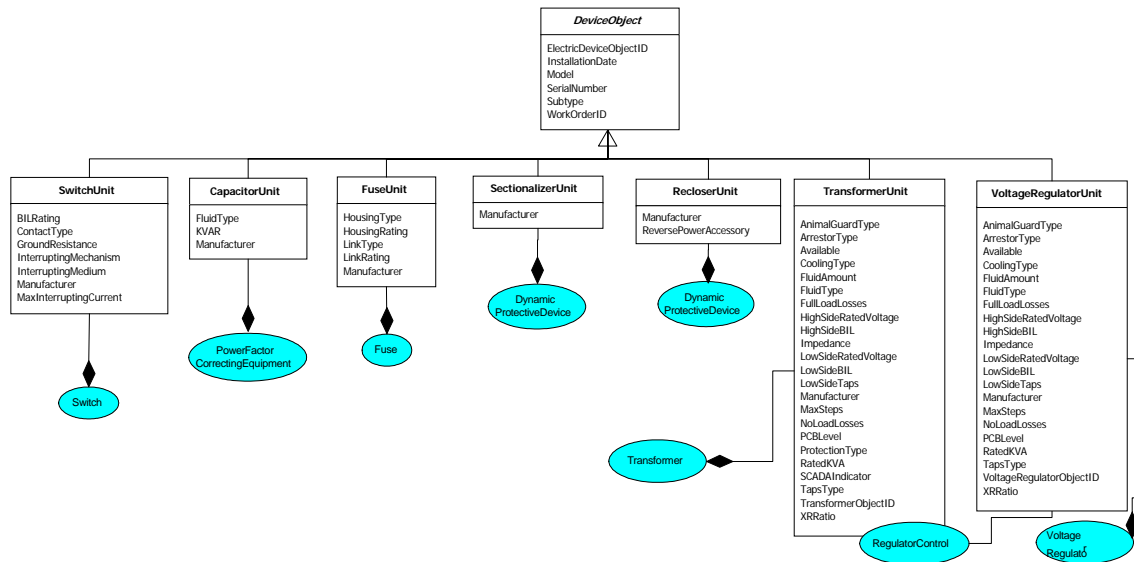 DeviceObject
ElectricDeviceObjectID
InstallationDate
Model
SerialNumber
Subtype
WorkOrderID
SwitchUnit
BILRating
ContactType
GroundResistance
InterruptingMechanism
InterruptingMedium
Manufacturer
MaxInterruptingCurrent
Switch
CapacitorUnit
FluidType
KVAR
Manufacturer
PowerFactor
CorrectingEquipment
FuseUnit
HousingType
HousingRating
LinkType
LinkRating
Manufacturer
Fuse
SectionalizerUnit
Manufacturer
Dynamic
ProtectiveDevice
RecloserUnit
Manufacturer
ReversePowerAccessory
Dynamic
ProtectiveDevice
TransformerUnit
AnimalGuardType
ArrestorType
Available
CoolingType
FluidAmount
FluidType
FullLoadLosses
HighSideRatedVoltage
HighSideBIL
Impedance
LowSideRatedVoltage
LowSideBIL
LowSideTaps
Manufacturer
MaxSteps
NoLoadLosses
PCBLevel
ProtectionType
RatedKVA
SCADAIndicator
TapsType
TransformerObjectID
XRRatio
Transformer
VoltageRegulatorUnit
AnimalGuardType
ArrestorType
Available
CoolingType
FluidAmount
FluidType
FullLoadLosses
HighSideRatedVoltage
HighSideBIL
Impedance
LowSideRatedVoltage
LowSideBIL
LowSideTaps
Manufacturer
MaxSteps
NoLoadLosses
PCBLevel
RatedKVA
TapsType
VoltageRegulatorObjectID
XRRatio
RegulatorControl
Voltage
Regulator